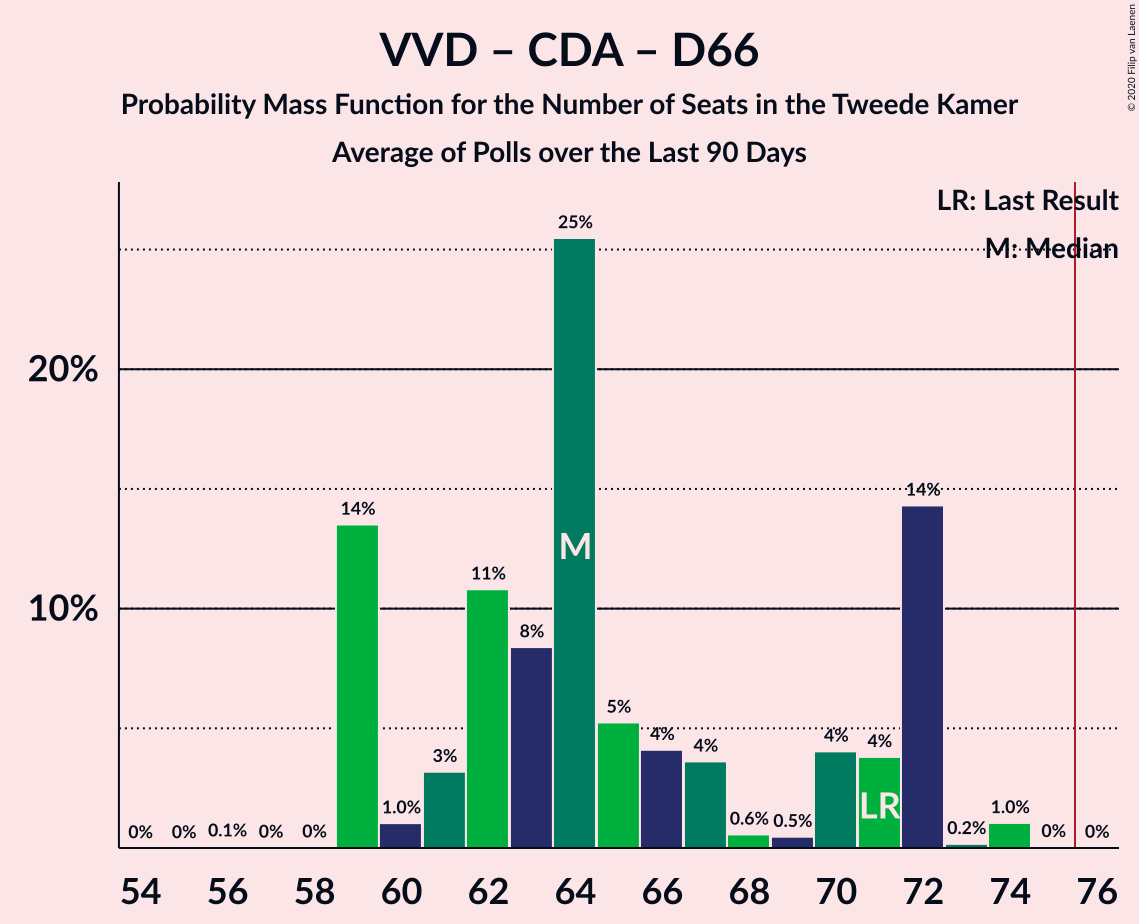 VVD – CDA – D66
Probability Mass Function for the Number of Seats in the Tweede Kamer
Average of Polls over the Last 90 Days
© 2020 Filip van Laenen
LR: Last Result
M: Median
20%
10%
0% 0% 0.1% 0% 0% 14% 1.0% 3% 11% 8% 25% 5% 4% 4% 0.6% 0.5% 4% 4% 14% 0.2% 1.0% 0% 0%
M
LR
54 56 58 60 62 64 66 68 70 72 74 76